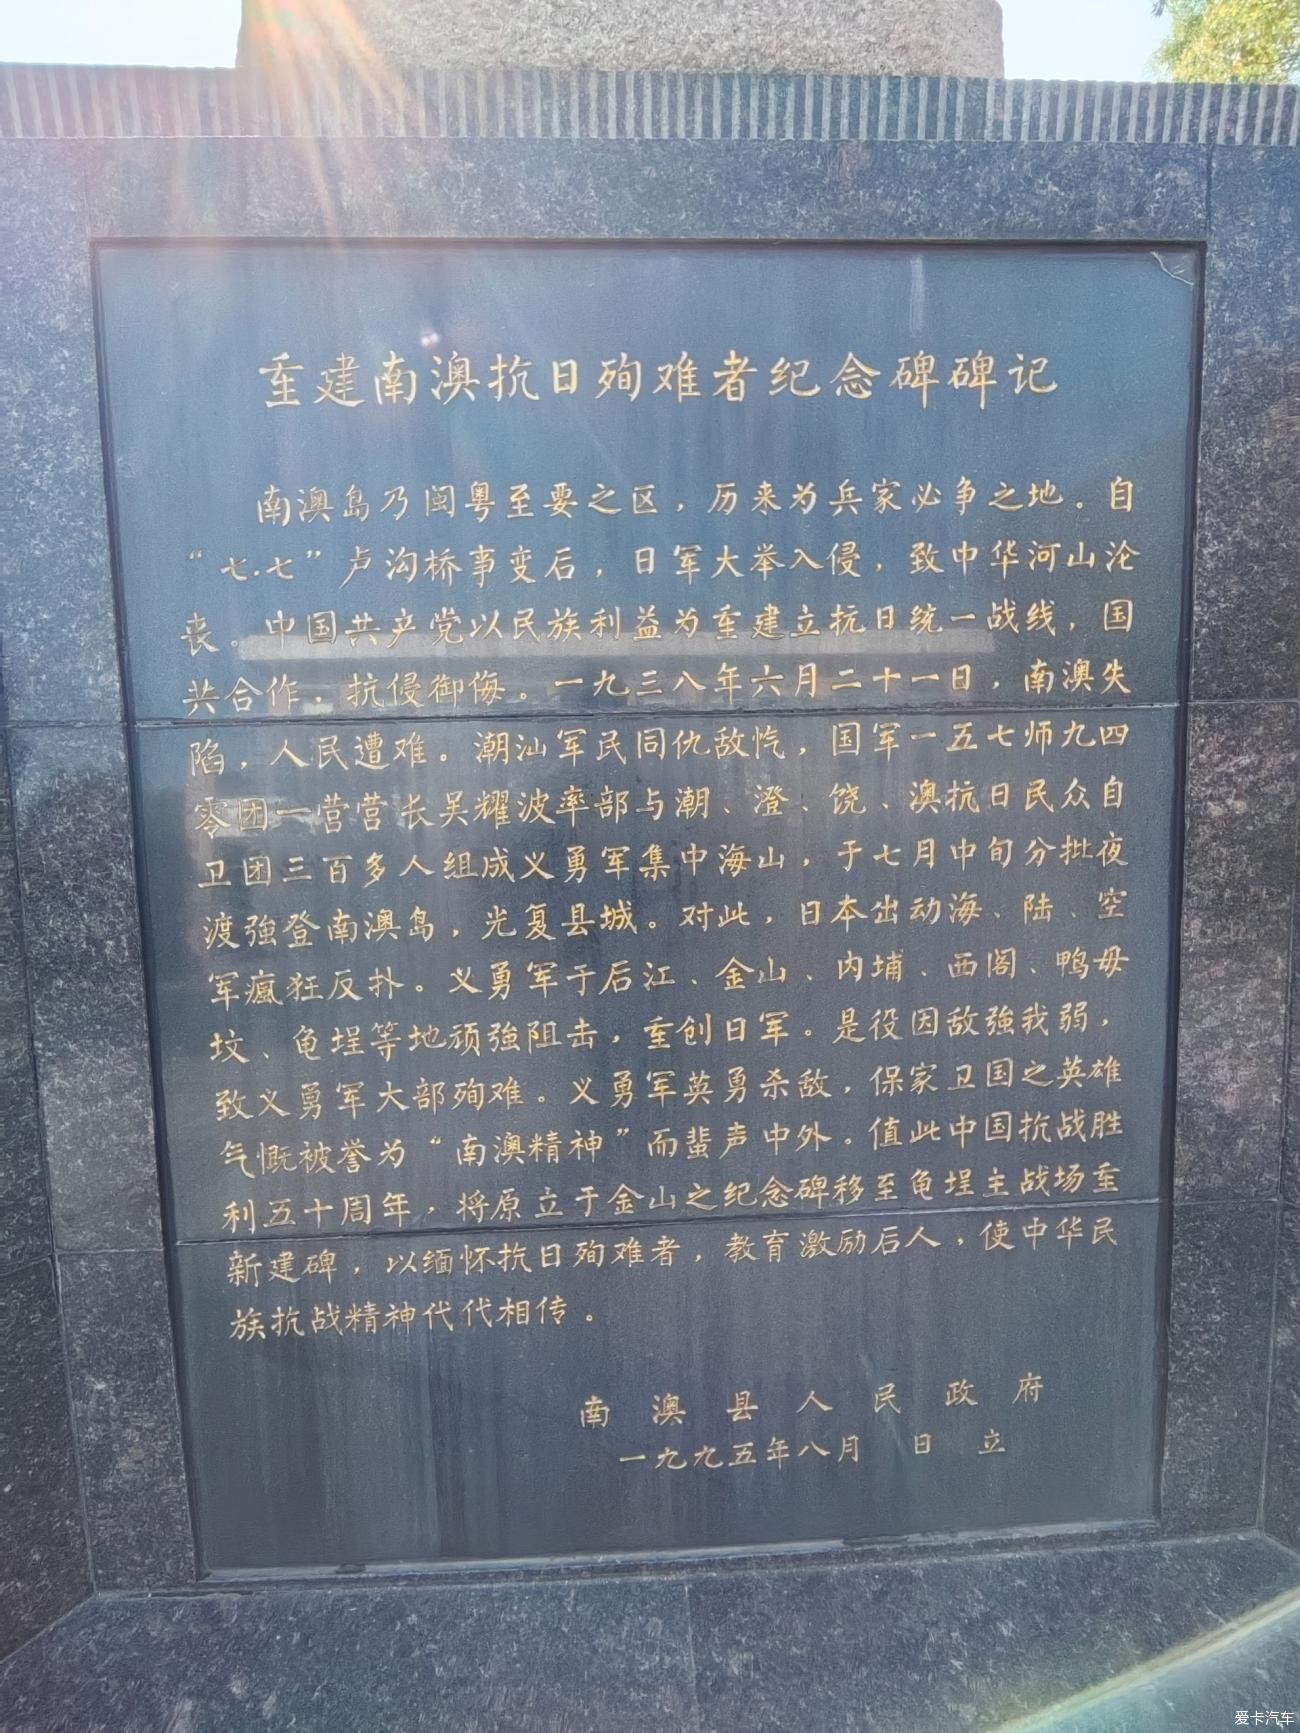 重建南澳抗日殉难者纪念碑碑记
南澳岛乃闽粤至要之区，历来为兵家必争之地。自
“七·七”卢沟桥事变后，日军大举入侵，致中华河山沦
丧。中国共产党以民族利益为重建立抗日统一战线，国
共合作，抗侵御侮。一九三八年六月二十一日，南澳失
陷，人民遭难。潮汕军民同仇敌忾，国军一五七师九四
零团一营营长吴耀波率部与潮、澄、饶、澳抗日民众自
卫团三百多人组成义勇军集中海山，于七月中旬分批夜
渡強登南澳岛，光复县城。对此，日本出动海、陆、空
军疯狂反扑。义勇军于后江、金山、内埔、西阁、鸭母
坟、龟埕等地顽強阻击，重创日军。是役因敌強我弱，
致义勇军大部殉难。义勇军英勇杀敌，保家卫国之英雄
气慨被誉为“南澳精神”而蜚声中外。值此中国抗战胜
利五十周年，将原立于金山之纪念碑移至龟埕主战场重
新建碑，以缅怀抗日殉难者，教育激励后人，使中华民
族抗战精神代代相传。
南澳县人民政府
一九九五年八月 日 立
爱卡汽车